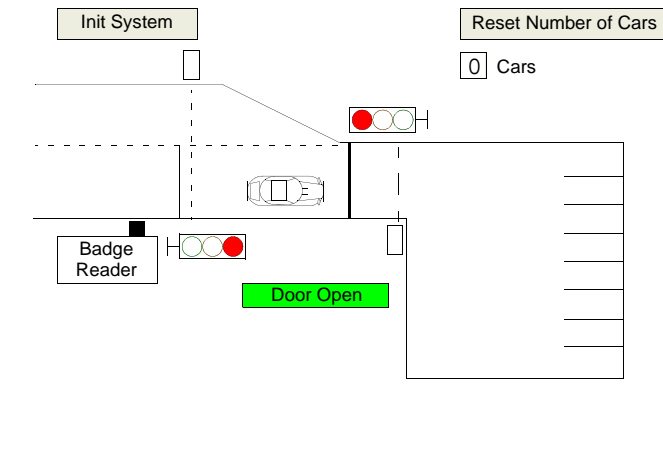 Init System
Reset Number of Cars
0 Cars
Badge
Reader
Door Open